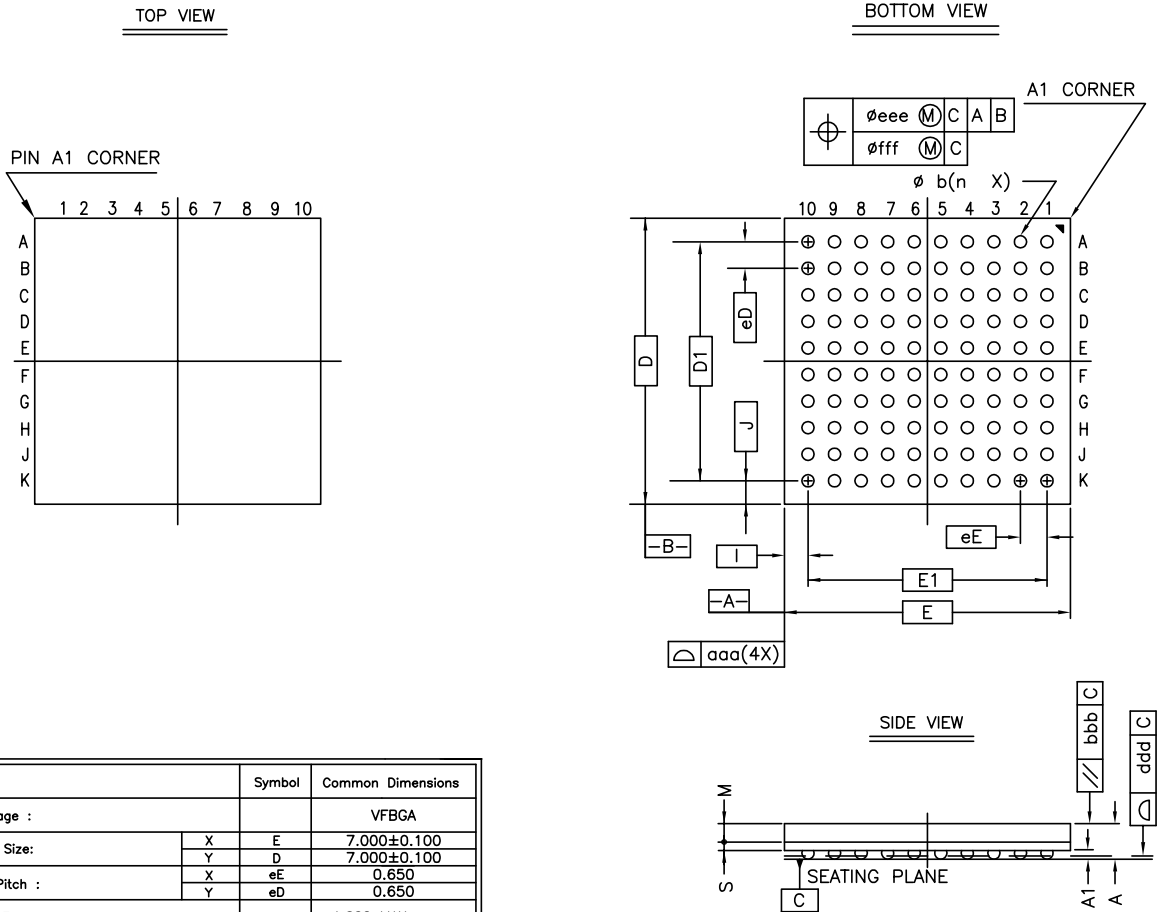 TOP VIEW
BOTTOM VIEW
A1 CORNER
PIN A1 CORNER
øeee Ⓜ C A B
øfff Ⓜ C
ø b(n X)
1 2 3 4 5 6 7 8 9 10
A
B
C
D
E
F
G
H
J
K
10 9 8 7 6 5 4 3 2 1
A
B
C
D
E
F
G
H
J
K
eD
D
D1
J
eE
-B-
I
E1
-A-
E
aaa(4X)
SIDE VIEW
// bbb C
ddd C
M
S
SEATING PLANE
C
A1
A
Symbol Common Dimensions
age : VFBGA
Size: X E 7.000±0.100
Y D 7.000±0.100
Pitch : X eE 0.650
Y eD 0.650